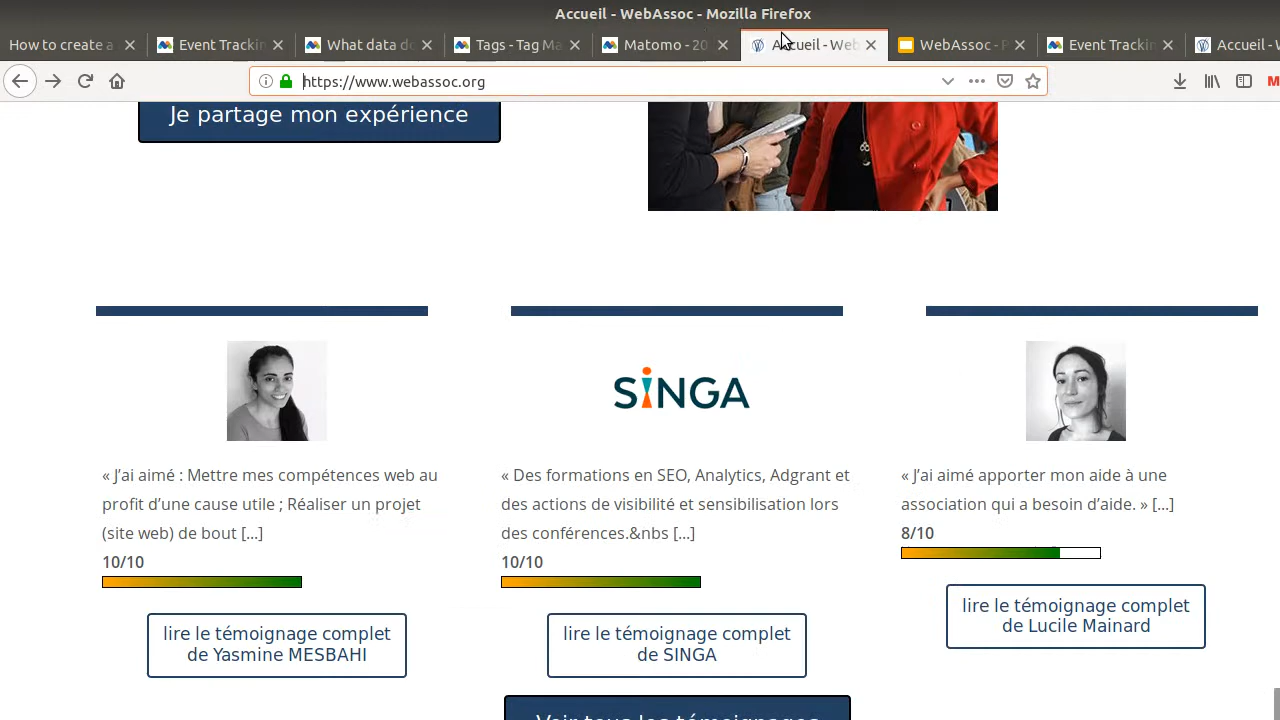 Accueil - WebAssoc - Mozilla Firefox
How to create a
Event Trackin
What data do
Tags - Tag Ma
Matomo - 20
Accueil - Web
WebAssoc - P
Event Trackin
Accueil - W
https://www.webassoc.org
Je partage mon expérience
SiNGA
« J'ai aimé : Mettre mes compétences web au
profit d'une cause utile ; Réaliser un projet
(site web) de bout [...]
10/10
lire le témoignage complet
de Yasmine MESBAHI
« Des formations en SEO, Analytics, Adgrant et
des actions de visibilité et sensibilisation lors
des conférences.&nbs [...]
10/10
lire le témoignage complet
de SINGA
« J'ai aimé apporter mon aide à une
association qui a besoin d'aide. » [...]
8/10
lire le témoignage complet
de Lucile Mainard
Voir tous les témoignages